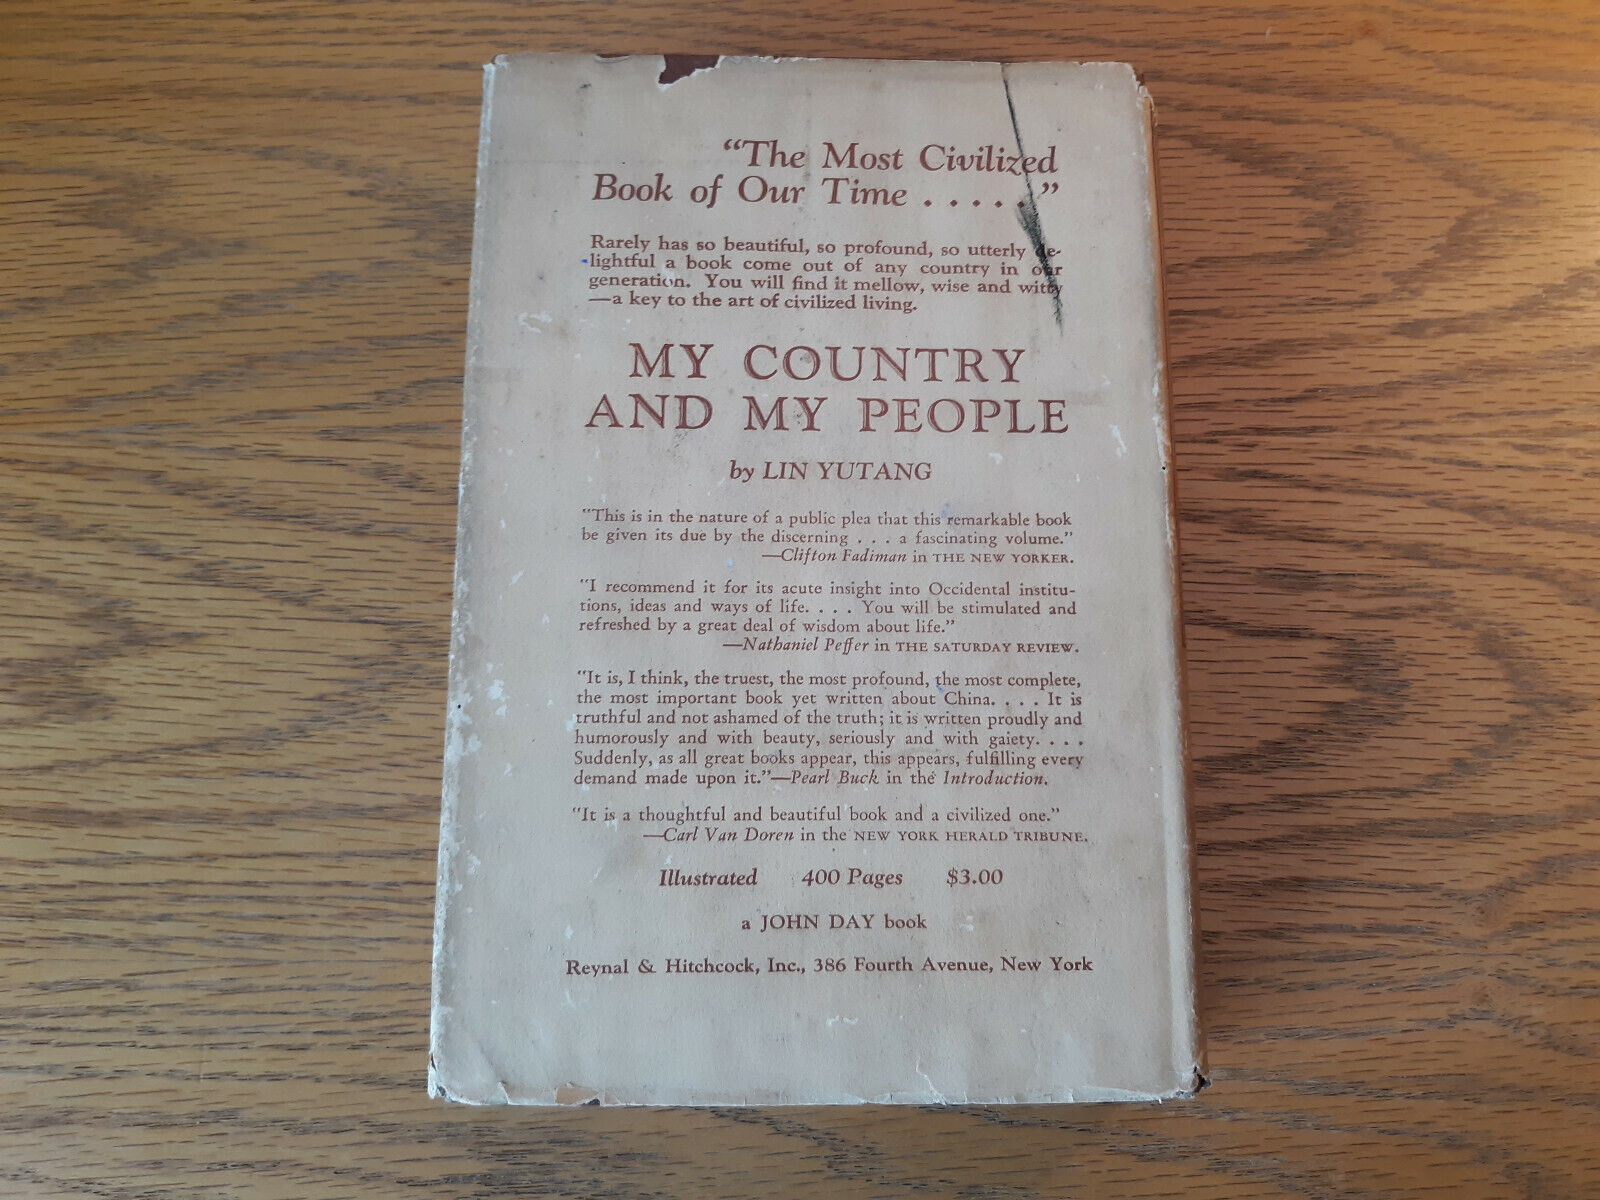 "The Most Civilized
Book of Our Time ....."
Rarely has so beautiful, so profound, so utterly de-
lightful a book come out of any country in our
generation. You will find it mellow, wise and witty
—a key to the art of civilized living.
MY COUNTRY
AND MY PEOPLE
by LIN YUTANG
"This is in the nature of a public plea that this remarkable book
be given its due by the discerning . . . a fascinating volume."
—Clifton Fadiman in THE NEW YORKER.
"I recommend it for its acute insight into Occidental institu-
tions, ideas and ways of life. . . . You will be stimulated and
refreshed by a great deal of wisdom about life."
—Nathaniel Peffer in THE SATURDAY REVIEW.
"It is, I think, the truest, the most profound, the most complete,
the most important book yet written about China. . . . It is
truthful and not ashamed of the truth; it is written proudly and
humorously and with beauty, seriously and with gaiety. . . .
Suddenly, as all great books appear, this appears, fulfilling every
demand made upon it."—Pearl Buck in the Introduction.
"It is a thoughtful and beautiful book and a civilized one."
—Carl Van Doren in the NEW YORK HERALD TRIBUNE.
Illustrated 400 Pages $3.00
a JOHN DAY book
Reynal & Hitchcock, Inc., 386 Fourth Avenue, New York